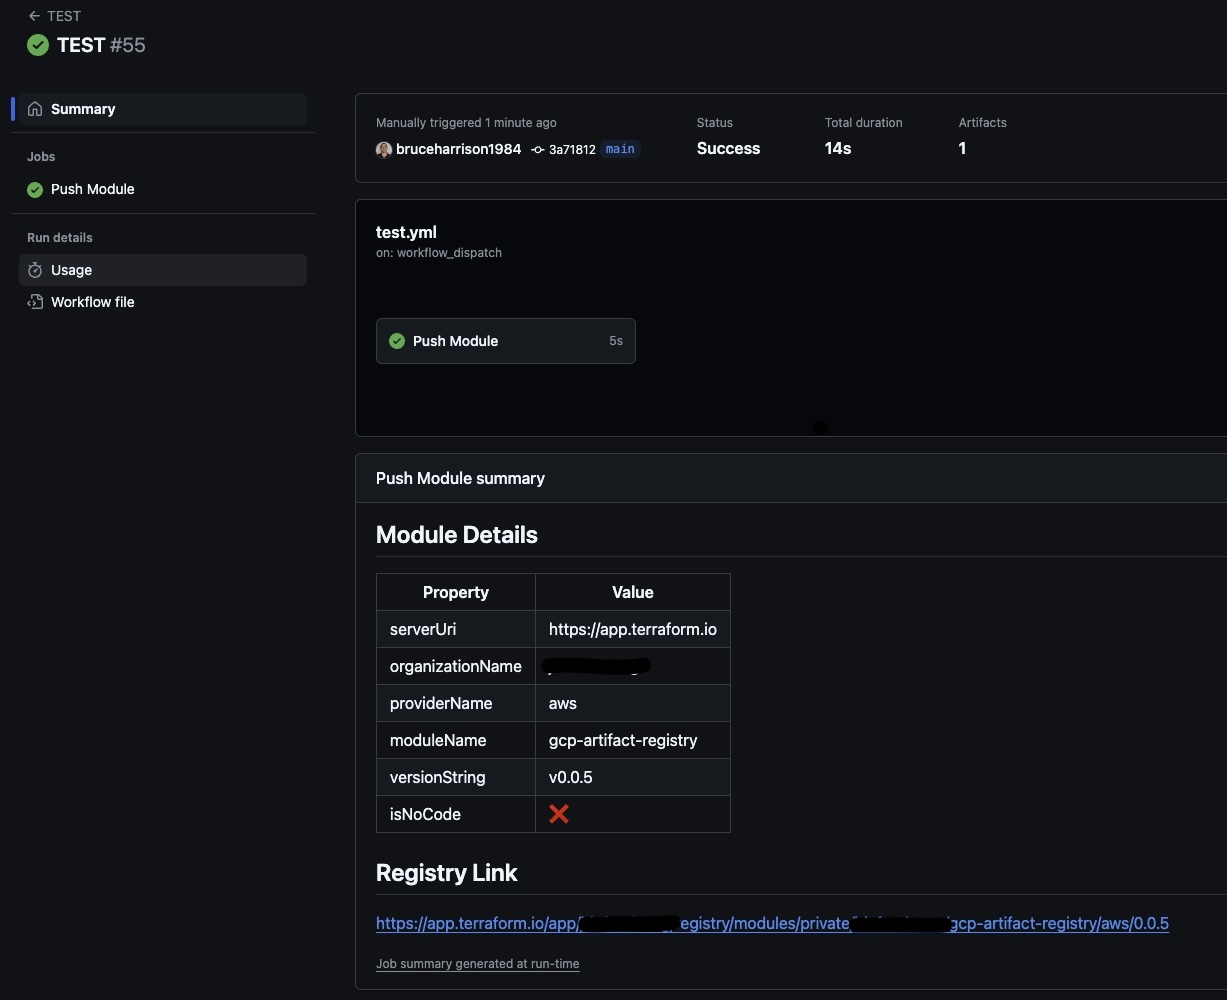 TEST
TEST #55
Summary
Jobs
Push Module
Run details
Usage
Workflow file
Manually triggered 1 minute ago
bruceharrison1984 3a71812 main
Status
Success
Total duration
14s
Artifacts
1
test.yml
on: workflow_dispatch
Push Module 5s
Push Module summary
Module Details
Property Value
serverUri https://app.terraform.io
organizationName
providerName aws
moduleName gcp-artifact-registry
versionString v0.0.5
isNoCode ❌
Registry Link
https://app.terraform.io/app/ egistry/modules/private/ gcp-artifact-registry/aws/0.0.5
Job summary generated at run-time